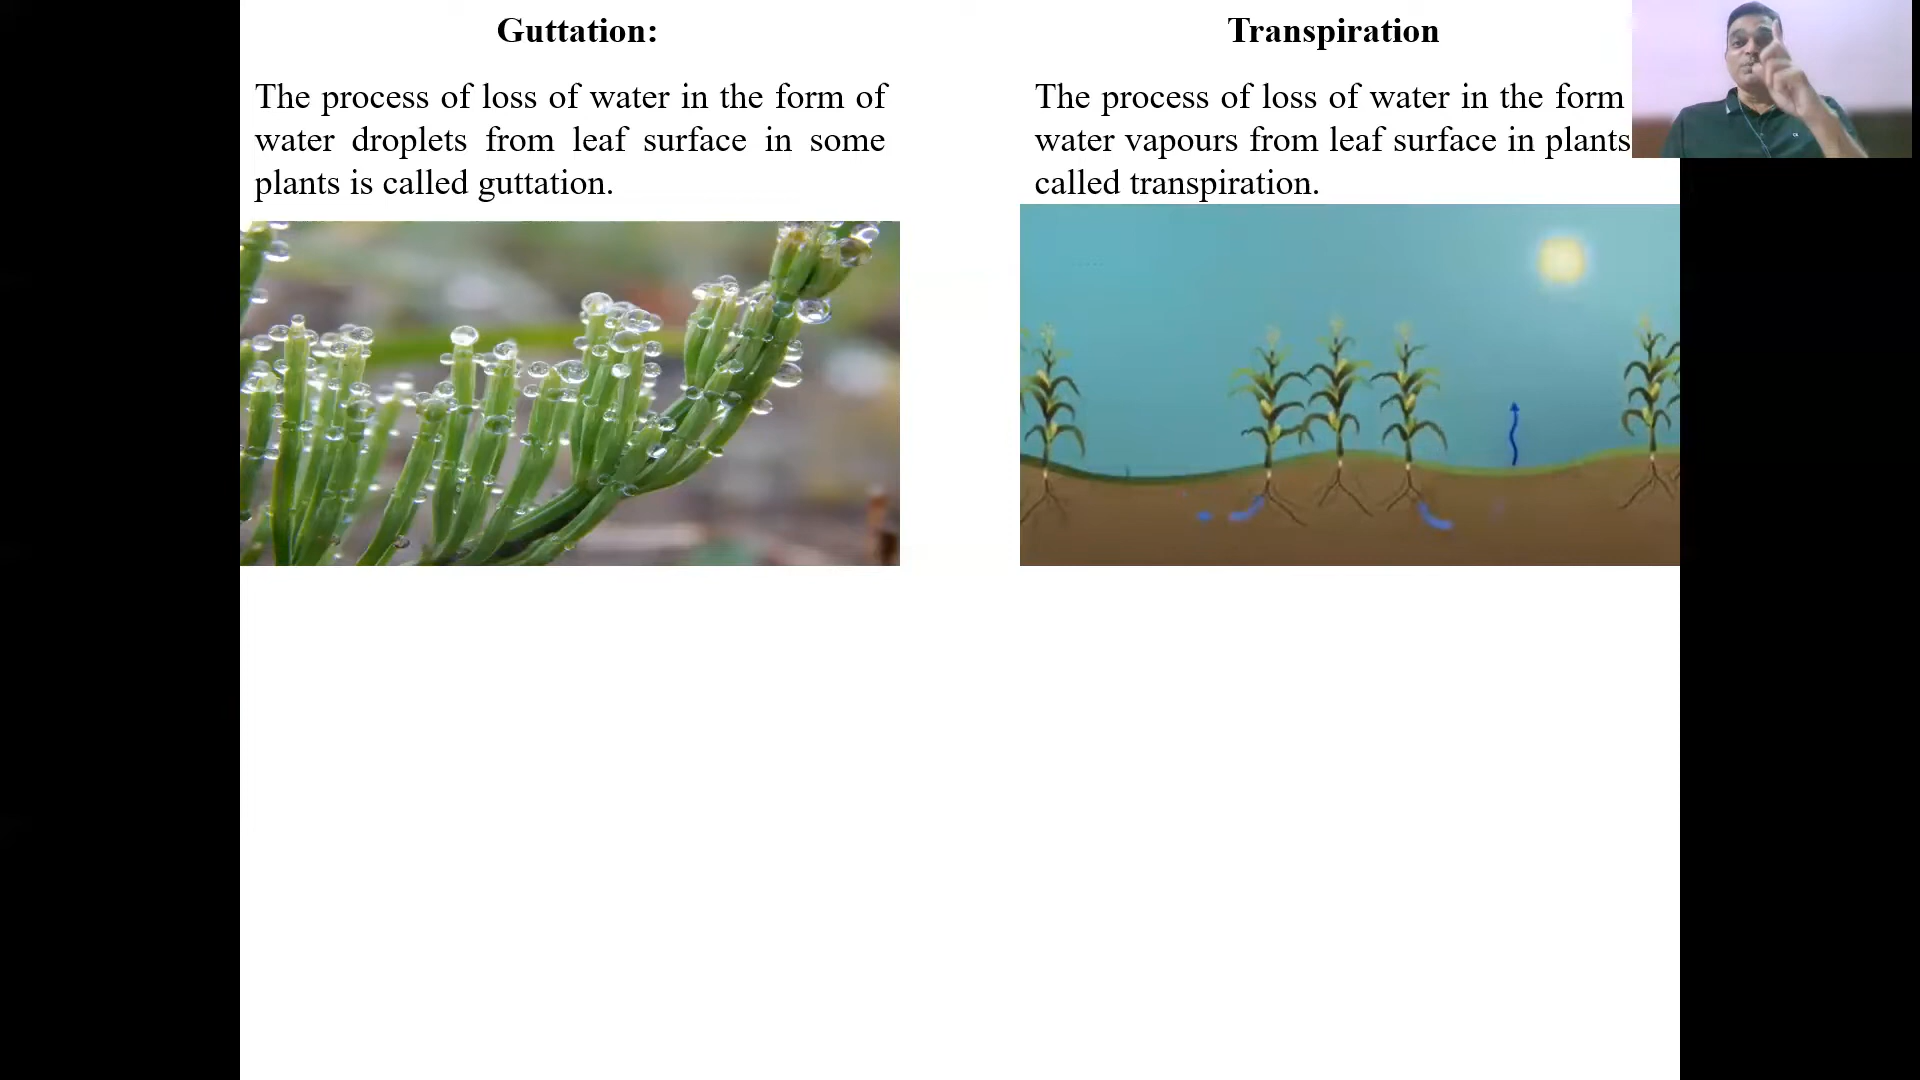 Guttation:
The process of loss of water in the form of
water droplets from leaf surface in some
plants is called guttation.
Transpiration
The process of loss of water in the form
water vapours from leaf surface in plants
called transpiration.